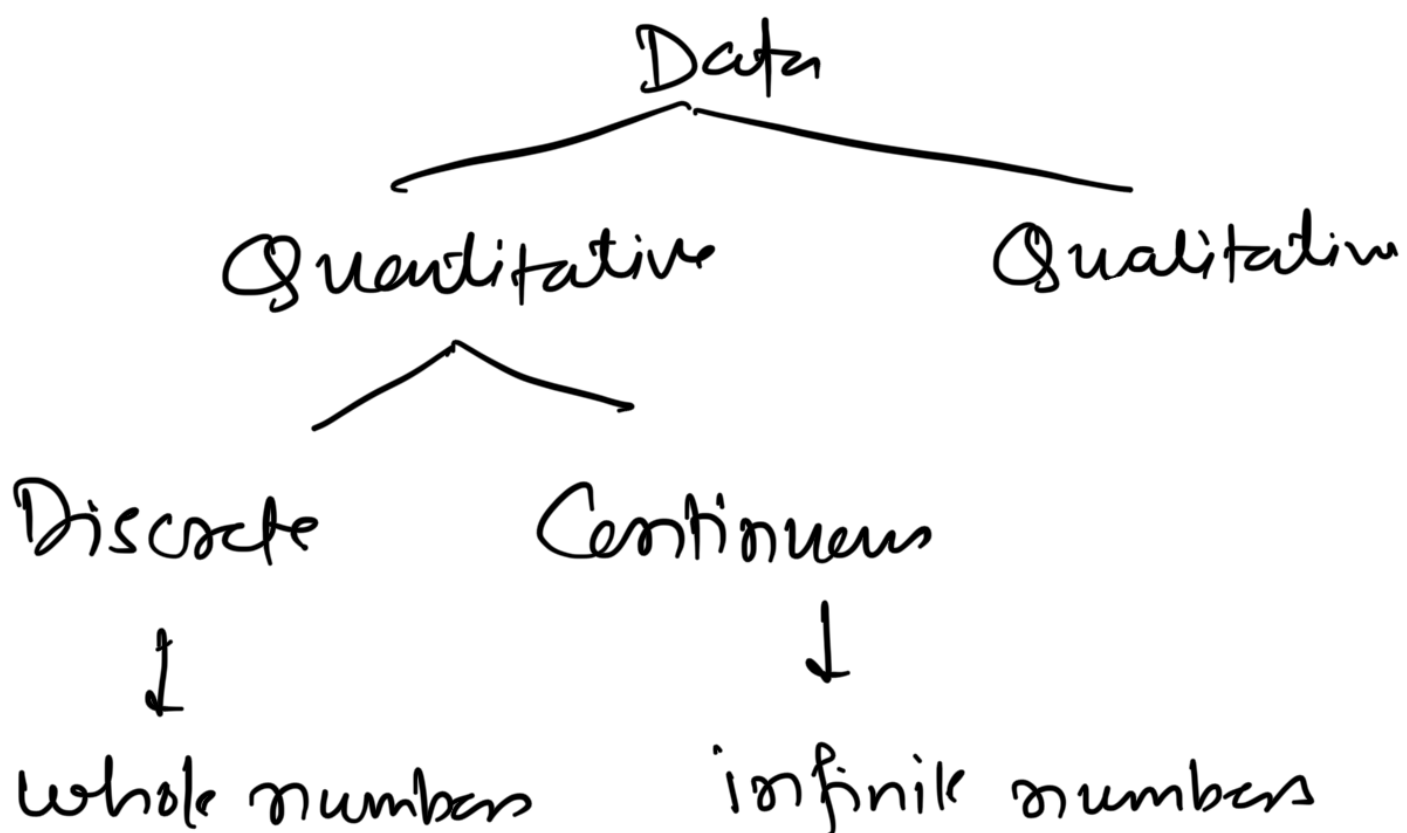 Data
Quantitative Qualitative
Discrete Continuous
whole numbers infinite numbers